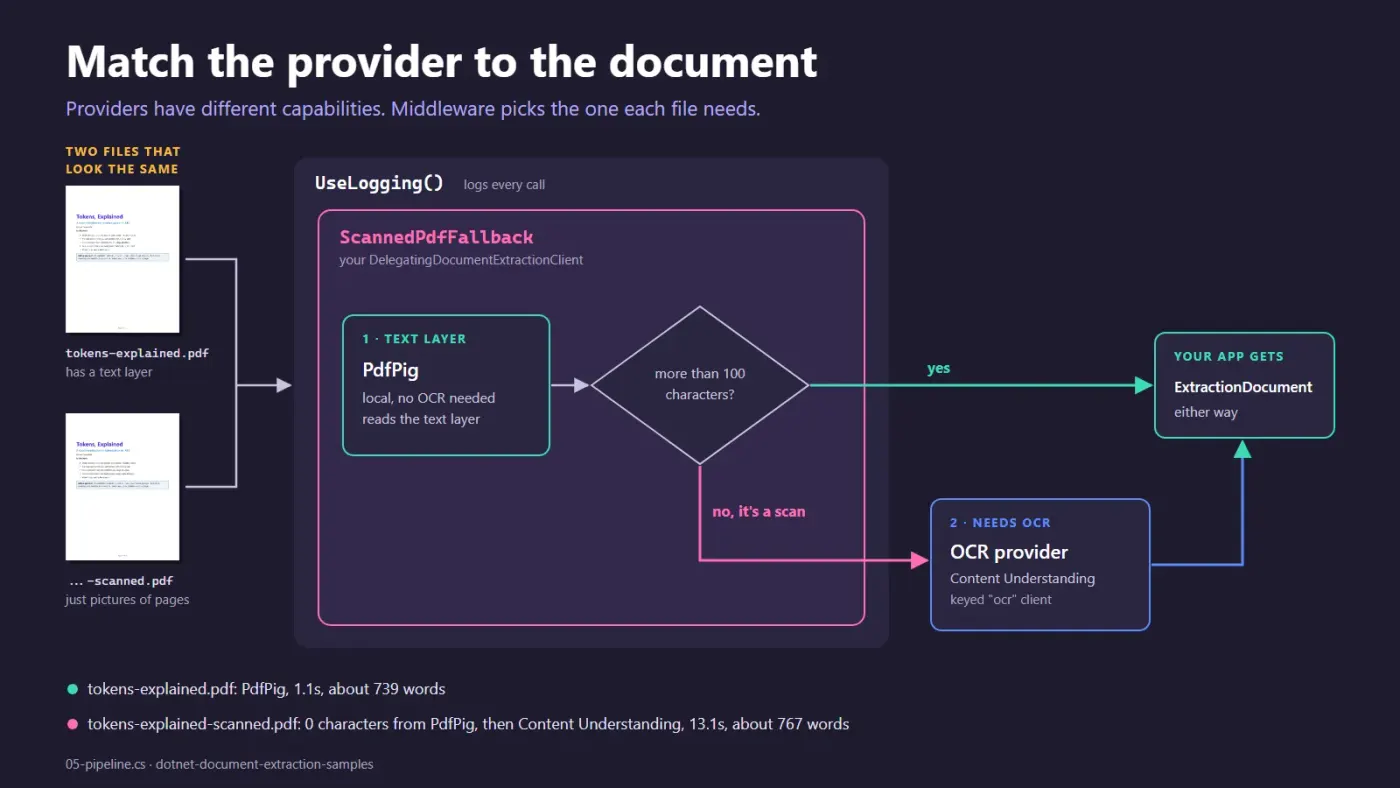 Match the provider to the document
Providers have different capabilities. Middleware picks the one each file needs.
TWO FILES THAT
LOOK THE SAME
Tokens, Explained
tokens-explained.pdf
has a text layer
Tokens, Explained
...-scanned.pdf
just pictures of pages
UseLogging() logs every call
ScannedPdfFallback
your DelegatingDocumentExtractionClient
1 · TEXT LAYER
PdfPig
local, no OCR needed
reads the text layer
more than 100
characters?
yes
no, it's a scan
2 · NEEDS OCR
OCR provider
Content Understanding
keyed "ocr" client
YOUR APP GETS
ExtractionDocument
either way
tokens-explained.pdf: PdfPig, 1.1s, about 739 words
tokens-explained-scanned.pdf: 0 characters from PdfPig, then Content Understanding, 13.1s, about 767 words
05-pipeline.cs · dotnet-document-extraction-samples